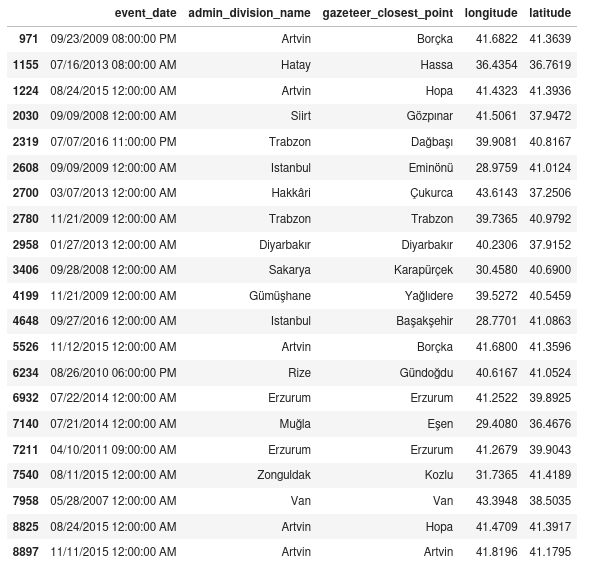 event_date admin_division_name gazeteer_closest_point longitude latitude
971 09/23/2009 08:00:00 PM Artvin Borçka 41.6822 41.3639
1155 07/16/2013 08:00:00 AM Hatay Hassa 36.4354 36.7619
1224 08/24/2015 12:00:00 AM Artvin Hopa 41.4323 41.3936
2030 09/09/2008 12:00:00 AM Siirt Gözpınar 41.5061 37.9472
2319 07/07/2016 11:00:00 PM Trabzon Dağbaşı 39.9081 40.8167
2608 09/09/2009 12:00:00 AM Istanbul Eminönü 28.9759 41.0124
2700 03/07/2013 12:00:00 AM Hakkâri Çukurca 43.6143 37.2506
2780 11/21/2009 12:00:00 AM Trabzon Trabzon 39.7365 40.9792
2958 01/27/2013 12:00:00 AM Diyarbakır Diyarbakır 40.2306 37.9152
3406 09/28/2008 12:00:00 AM Sakarya Karapürçek 30.4580 40.6900
4199 11/21/2009 12:00:00 AM Gümüşhane Yağlıdere 39.5272 40.5459
4648 09/27/2016 12:00:00 AM Istanbul Başakşehir 28.7701 41.0863
5526 11/12/2015 12:00:00 AM Artvin Borçka 41.6800 41.3596
6234 08/26/2010 06:00:00 PM Rize Gündoğdu 40.6167 41.0524
6932 07/22/2014 12:00:00 AM Erzurum Erzurum 41.2522 39.8925
7140 07/21/2014 12:00:00 AM Muğla Eşen 29.4080 36.4676
7211 04/10/2011 09:00:00 AM Erzurum Erzurum 41.2679 39.9043
7540 08/11/2015 12:00:00 AM Zonguldak Kozlu 31.7365 41.4189
7958 05/28/2007 12:00:00 AM Van Van 43.3948 38.5035
8825 08/24/2015 12:00:00 AM Artvin Hopa 41.4709 41.3917
8897 11/11/2015 12:00:00 AM Artvin Artvin 41.8196 41.1795